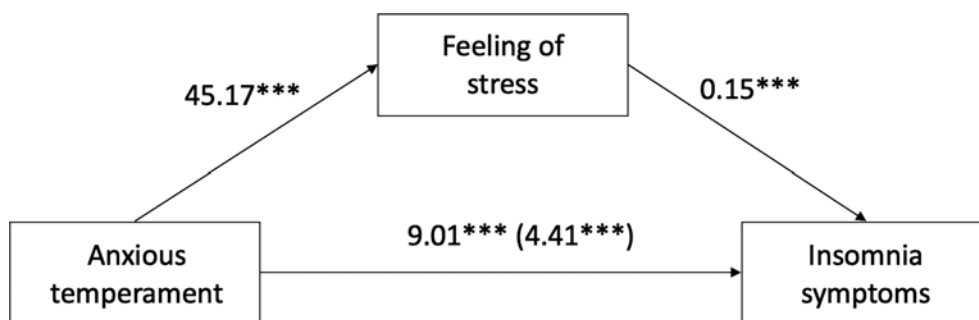 Feeling of
stress
45.17***
0.15***
9.01*** (4.41***)
Anxious
temperament
Insomnia
symptoms